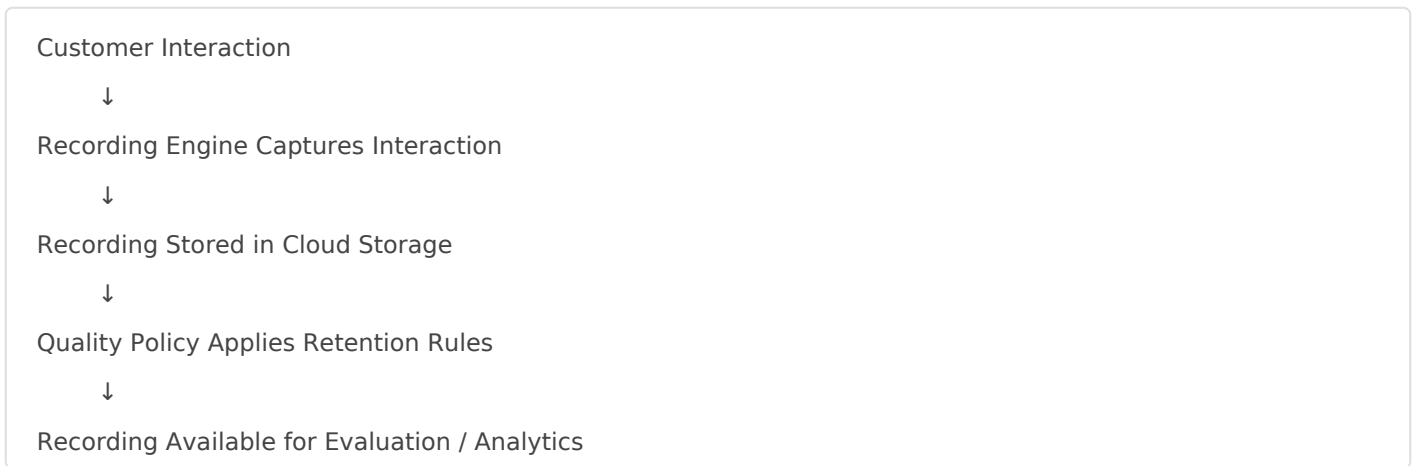 Customer Interaction
↓
Recording Engine Captures Interaction
↓
Recording Stored in Cloud Storage
↓
Quality Policy Applies Retention Rules
↓
Recording Available for Evaluation / Analytics